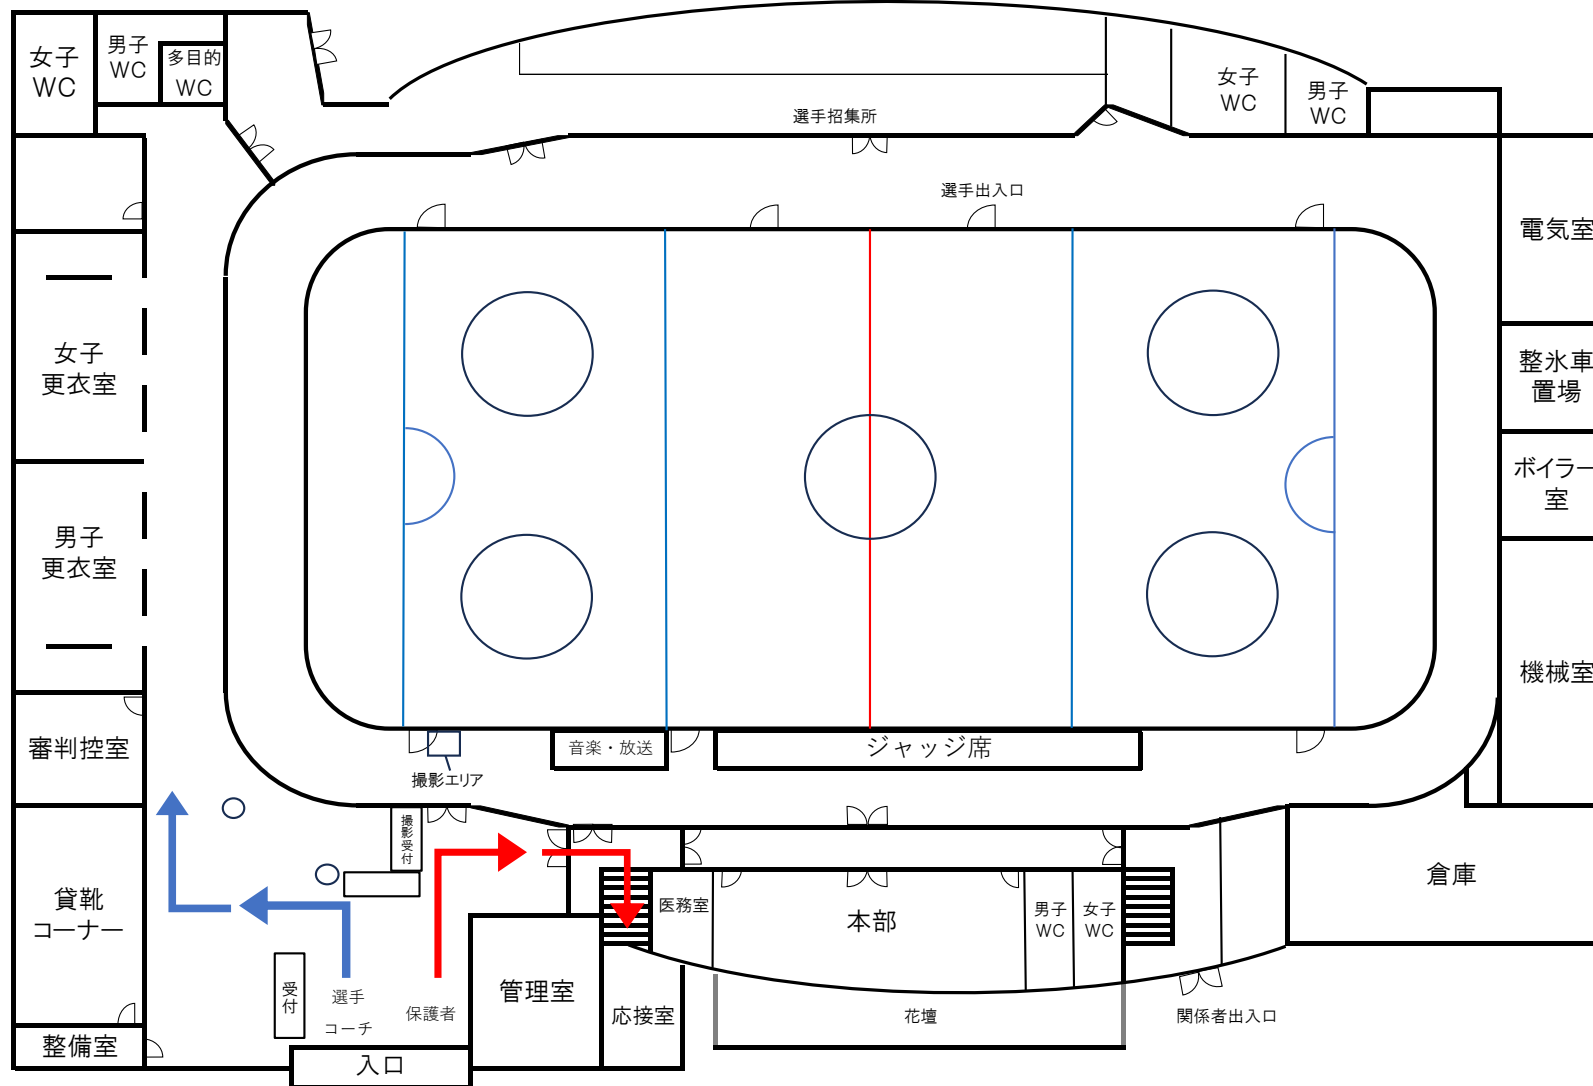 女子
WC
男子
WC
多目的
WC
選手招集所
女子
WC
男子
WC
選手出入口
電気室
整氷車
置場
ボイラー
室
機械室
女子
更衣室
男子
更衣室
審判控室
貸靴
コーナー
整備室
撮影エリア
音楽・放送
ジャッジ席
撮影受付
受付
選手
コーチ
保護者
入口
管理室
応接室
医務室
本部
男子
WC
女子
WC
花壇
関係者出入口
倉庫